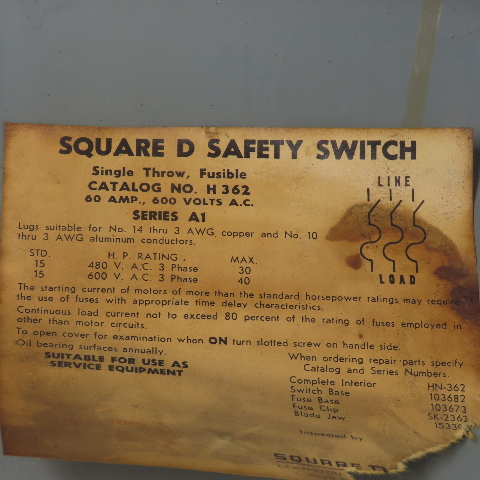 SQUARE D SAFETY SWITCH
Single Throw, Fusible
CATALOG NO. H 362
60 AMP., 600 VOLTS A.C.
SERIES A1
LINE
LOAD
Lugs suitable for No. 14 thru 3 AWG copper and No. 10
thru 3 AWG aluminum conductors.
STD. H. P. RATING MAX.
15 480 V. A.C. 3 Phase 30
15 600 V. A.C. 3 Phase 40
The starting current of motors of more than the standard horsepower ratings may require
the use of fuses with appropriate time delay characteristics.
Continuous load current not to exceed 80 percent of the rating of fuses employed in
other than motor circuits.
To open cover for examination when ON turn slotted screw on handle side.
Oil bearing surfaces annually.
SUITABLE FOR USE AS
SERVICE EQUIPMENT
When ordering repair parts specify
Catalog and Series Numbers.
Complete Interior HN-362
Switch Base 103682
Fuse Base 103673
Fuse Clip SK-2362
Blade Jaw
Inspected by
SQUARE D